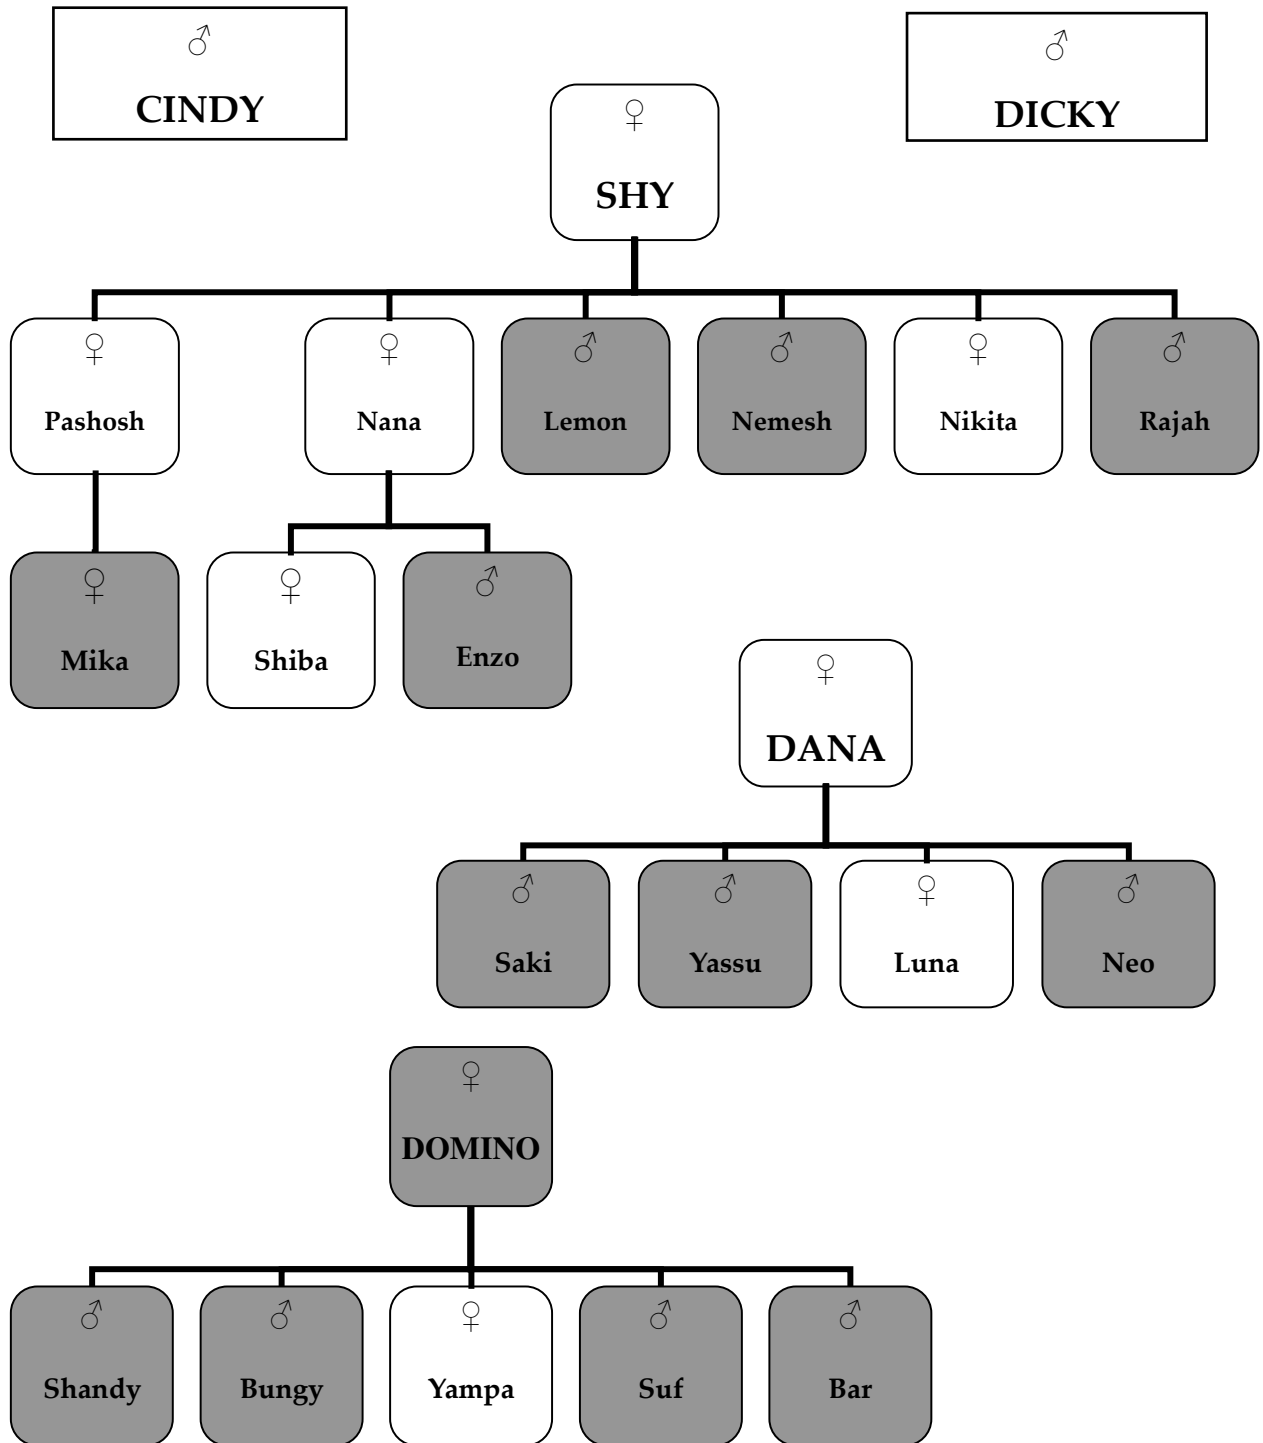 ♂
CINDY
♂
DICKY
♀
SHY
♀
Pashosh
♀
Nana
♂
Lemon
♂
Nemesh
♀
Nikita
♂
Rajah
♀
Mika
♀
Shiba
♂
Enzo
♀
DANA
♂
Saki
♂
Yassu
♀
Luna
♂
Neo
♀
DOMINO
♂
Shandy
♂
Bungy
♀
Yampa
♂
Suf
♂
Bar